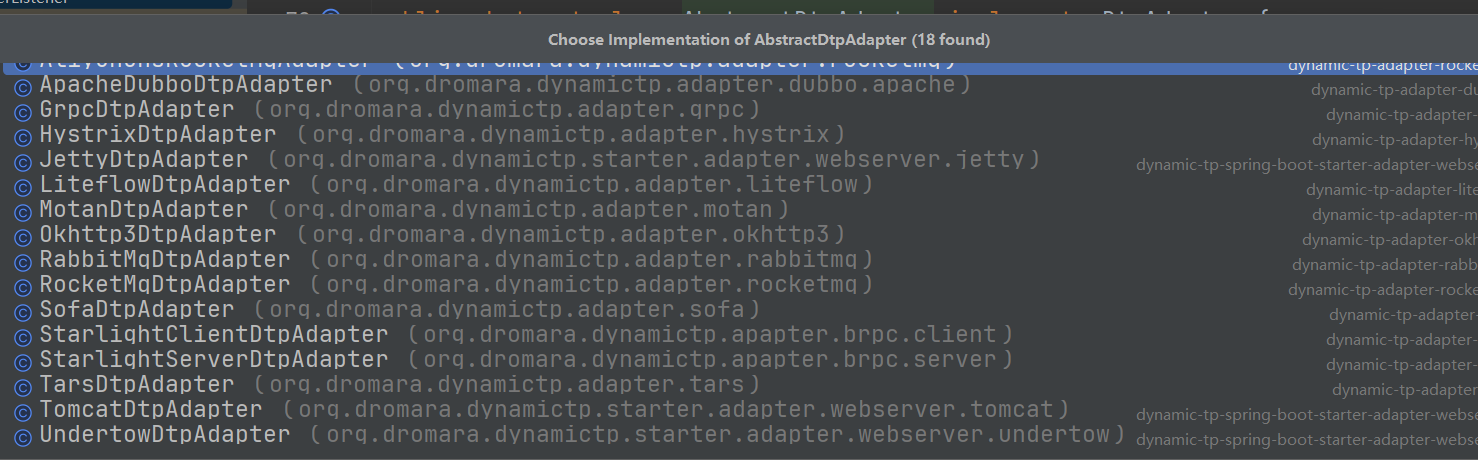 Choose Implementation of AbstractDtpAdapter (18 found)
AliyunOnsRocketMqAdapter (org.dromara.dynamictp.adapter.rocketmq) dynamic-tp-adapter-rocke
ApacheDubboDtpAdapter (org.dromara.dynamictp.adapter.dubbo.apache) dynamic-tp-adapter-du
GrpcDtpAdapter (org.dromara.dynamictp.adapter.grpc) dynamic-tp-adapter-
HystrixDtpAdapter (org.dromara.dynamictp.adapter.hystrix) dynamic-tp-adapter-hy
JettyDtpAdapter (org.dromara.dynamictp.starter.adapter.webserver.jetty) dynamic-tp-spring-boot-starter-adapter-webse
LiteflowDtpAdapter (org.dromara.dynamictp.adapter.liteflow) dynamic-tp-adapter-lite
MotanDtpAdapter (org.dromara.dynamictp.adapter.motan) dynamic-tp-adapter-m
Okhttp3DtpAdapter (org.dromara.dynamictp.adapter.okhttp3) dynamic-tp-adapter-okh
RabbitMqDtpAdapter (org.dromara.dynamictp.adapter.rabbitmq) dynamic-tp-adapter-rabb
RocketMqDtpAdapter (org.dromara.dynamictp.adapter.rocketmq) dynamic-tp-adapter-rocke
SofaDtpAdapter (org.dromara.dynamictp.adapter.sofa) dynamic-tp-adapter-
StarlightClientDtpAdapter (org.dromara.dynamictp.apapter.brpc.client) dynamic-tp-adapter-
StarlightServerDtpAdapter (org.dromara.dynamictp.apapter.brpc.server) dynamic-tp-adapter-
TarsDtpAdapter (org.dromara.dynamictp.adapter.tars) dynamic-tp-adapter
TomcatDtpAdapter (org.dromara.dynamictp.starter.adapter.webserver.tomcat) dynamic-tp-spring-boot-starter-adapter-webse
UndertowDtpAdapter (org.dromara.dynamictp.starter.adapter.webserver.undertow) dynamic-tp-spring-boot-starter-adapter-webse